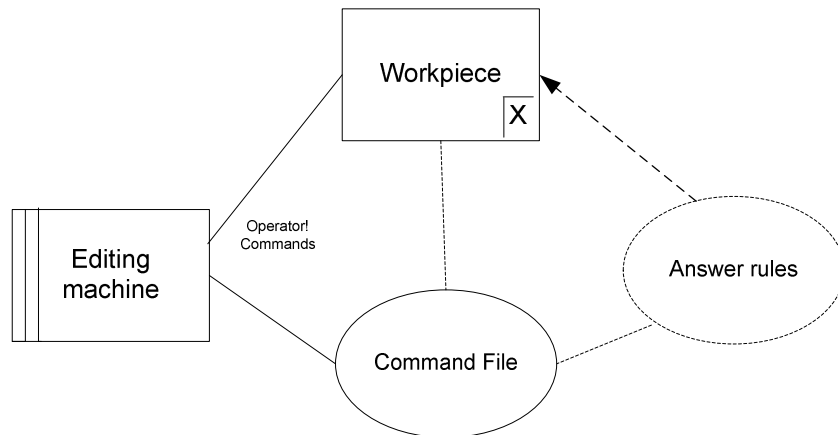 Workpiece
X
Operator!
Commands
Editing
machine
Answer rules
Command File